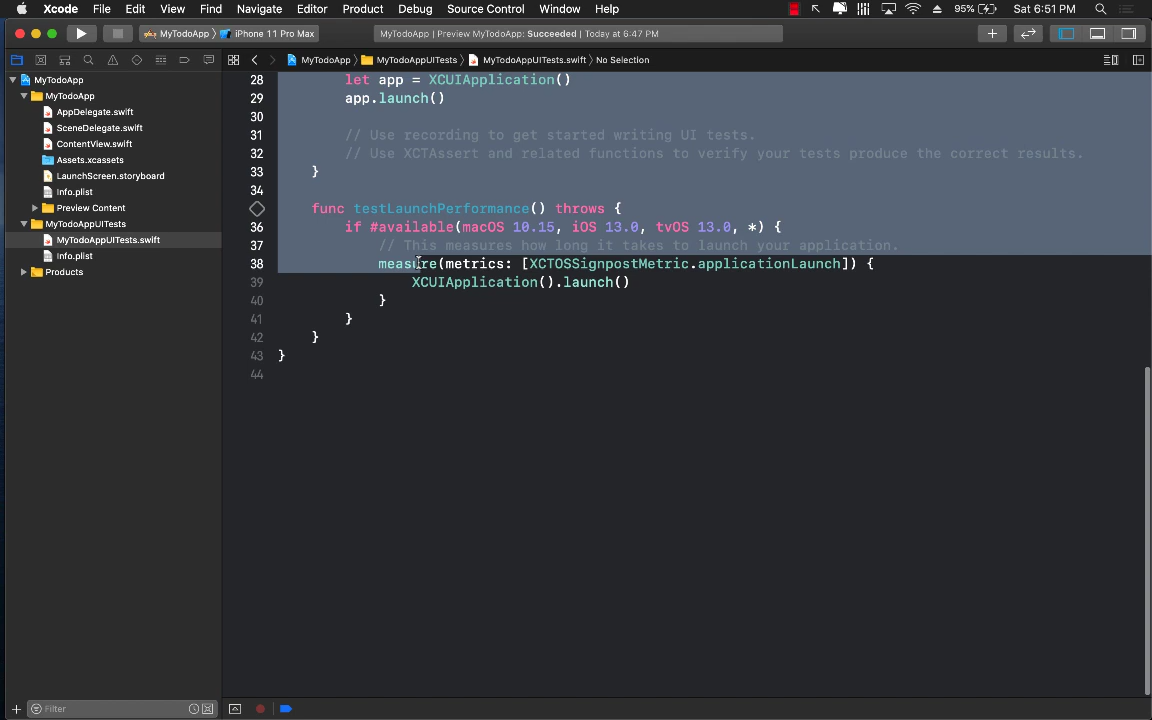 Xcode File Edit View Find Navigate Editor Product Debug Source Control Window Help 95% Sat 6:51 PM
MyTodoApp iPhone 11 Pro Max MyTodoApp | Preview MyTodoApp: Succeeded | Today at 6:47 PM
MyTodoApp MyTodoAppUITests MyTodoAppUITests.swift No Selection
MyTodoApp
MyTodoApp
AppDelegate.swift
SceneDelegate.swift
ContentView.swift
Assets.xcassets
LaunchScreen.storyboard
Info.plist
Preview Content
MyTodoAppUITests
MyTodoAppUITests.swift
Info.plist
Products
28 let app = XCUIApplication()
29 app.launch()
30
31 // Use recording to get started writing UI tests.
32 // Use XCTAssert and related functions to verify your tests produce the correct results.
33 }
34
func testLaunchPerformance() throws {
36 if #available(macOS 10.15, iOS 13.0, tvOS 13.0, *) {
37 // This measures how long it takes to launch your application.
38 measure(metrics: [XCTOSSignpostMetric.applicationLaunch]) {
39 XCUIApplication().launch()
40 }
41 }
42 }
43 }
44
Filter